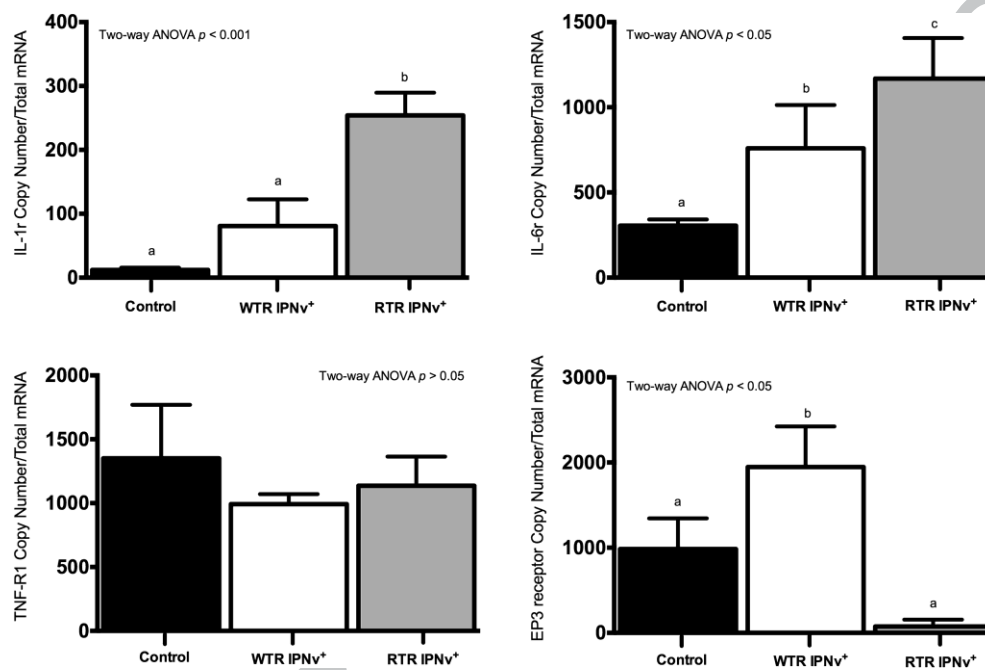 IL-1r Copy Number/Total mRNA
400
300
200
100
0
Two-way ANOVA p < 0.001
a
a
b
Control
WTR IPNv⁺
RTR IPNv⁺
IL-6r Copy Number/Total mRNA
1500
1000
500
0
Two-way ANOVA p < 0.05
a
b
c
Control
WTR IPNv⁺
RTR IPNv⁺
TNF-R1 Copy Number/Total mRNA
2000
1500
1000
500
0
Two-way ANOVA p > 0.05
Control
WTR IPNv⁺
RTR IPNv⁺
EP3 receptor Copy Number/Total mRNA
3000
2000
1000
0
Two-way ANOVA p < 0.05
a
b
a
Control
WTR IPNv⁺
RTR IPNv⁺